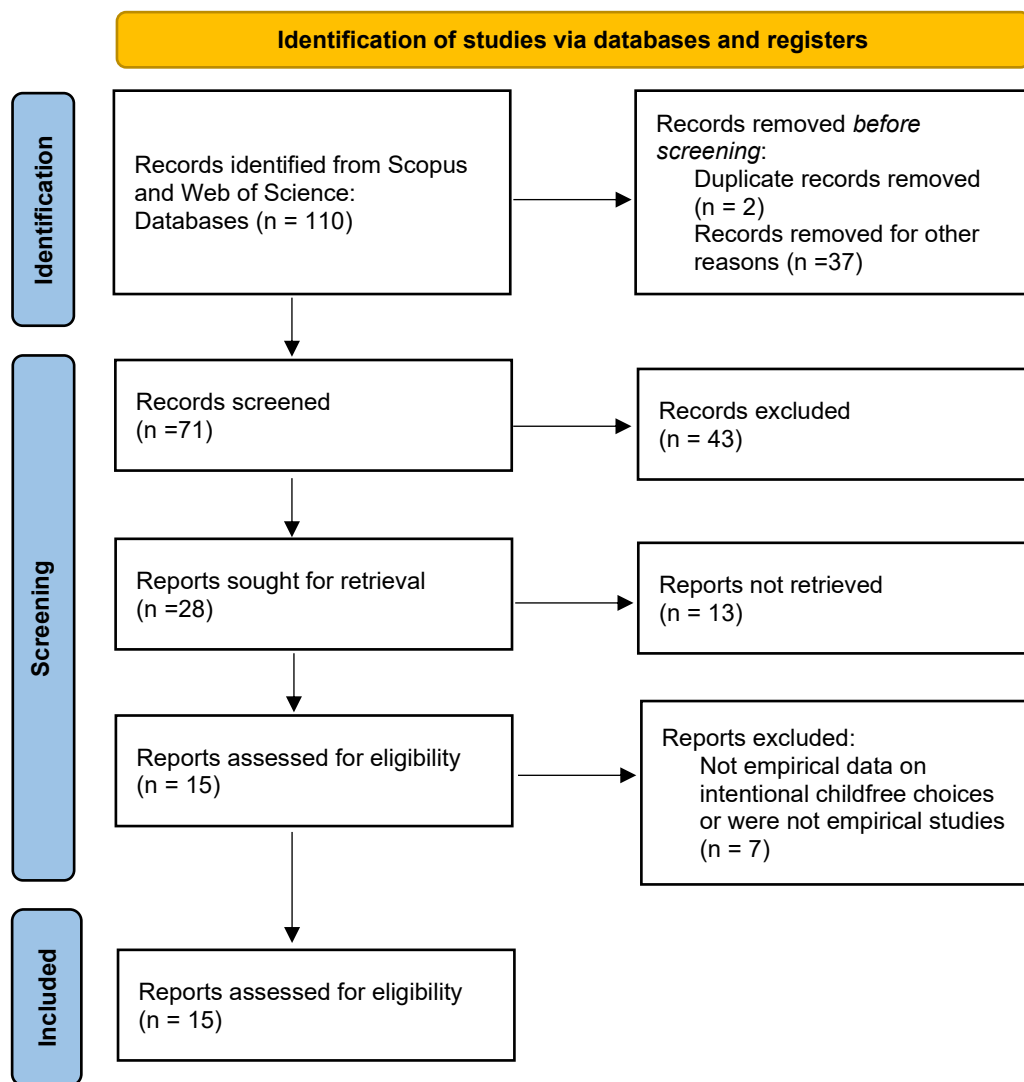 Identification of studies via databases and registers
Identification
Records identified from Scopus
and Web of Science:
Databases (n = 110)
Records removed before
screening:
Duplicate records removed
(n = 2)
Records removed for other
reasons (n =37)
Screening
Records screened
(n =71)
Records excluded
(n = 43)
Reports sought for retrieval
(n =28)
Reports not retrieved
(n = 13)
Reports assessed for eligibility
(n = 15)
Reports excluded:
Not empirical data on
intentional childfree choices
or were not empirical studies
(n = 7)
Included
Reports assessed for eligibility
(n = 15)